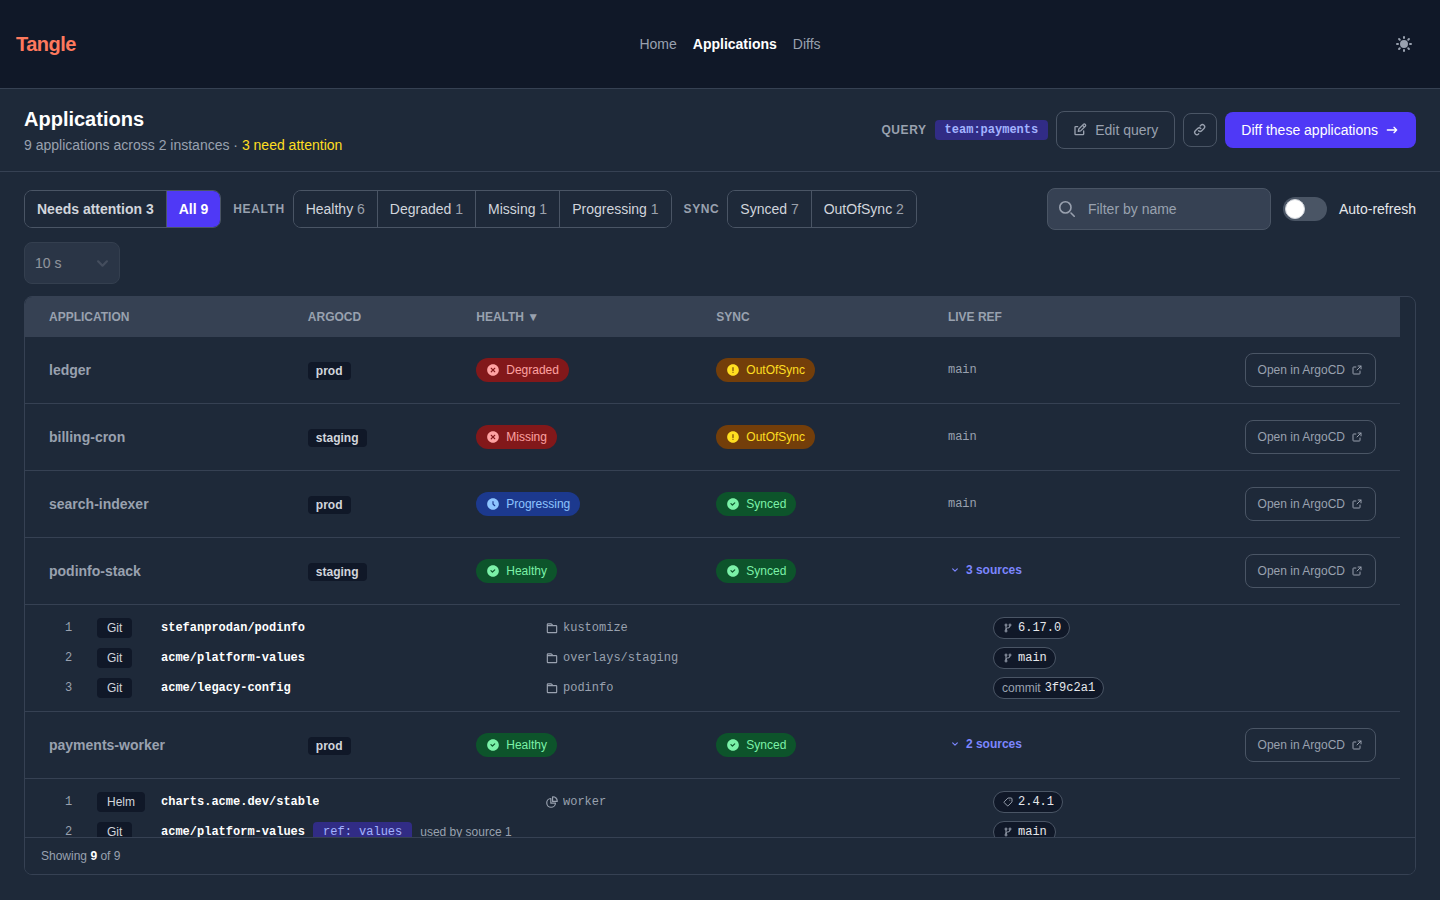 Tangle
Home Applications Diffs
Applications
9 applications across 2 instances · 3 need attention
QUERY team:payments Edit query Diff these applications →
Needs attention 3 All 9 HEALTH Healthy 6 Degraded 1 Missing 1 Progressing 1 SYNC Synced 7 OutOfSync 2 Filter by name Auto-refresh
10 s
APPLICATION ARGOCD HEALTH ▼ SYNC LIVE REF
ledger prod Degraded OutOfSync main Open in ArgoCD
billing-cron staging Missing OutOfSync main Open in ArgoCD
search-indexer prod Progressing Synced main Open in ArgoCD
podinfo-stack staging Healthy Synced 3 sources Open in ArgoCD
1 Git stefanprodan/podinfo kustomize 6.17.0
2 Git acme/platform-values overlays/staging main
3 Git acme/legacy-config podinfo commit 3f9c2a1
payments-worker prod Healthy Synced 2 sources Open in ArgoCD
1 Helm charts.acme.dev/stable worker 2.4.1
2 Git acme/platform-values ref: values used by source 1 main
Showing 9 of 9